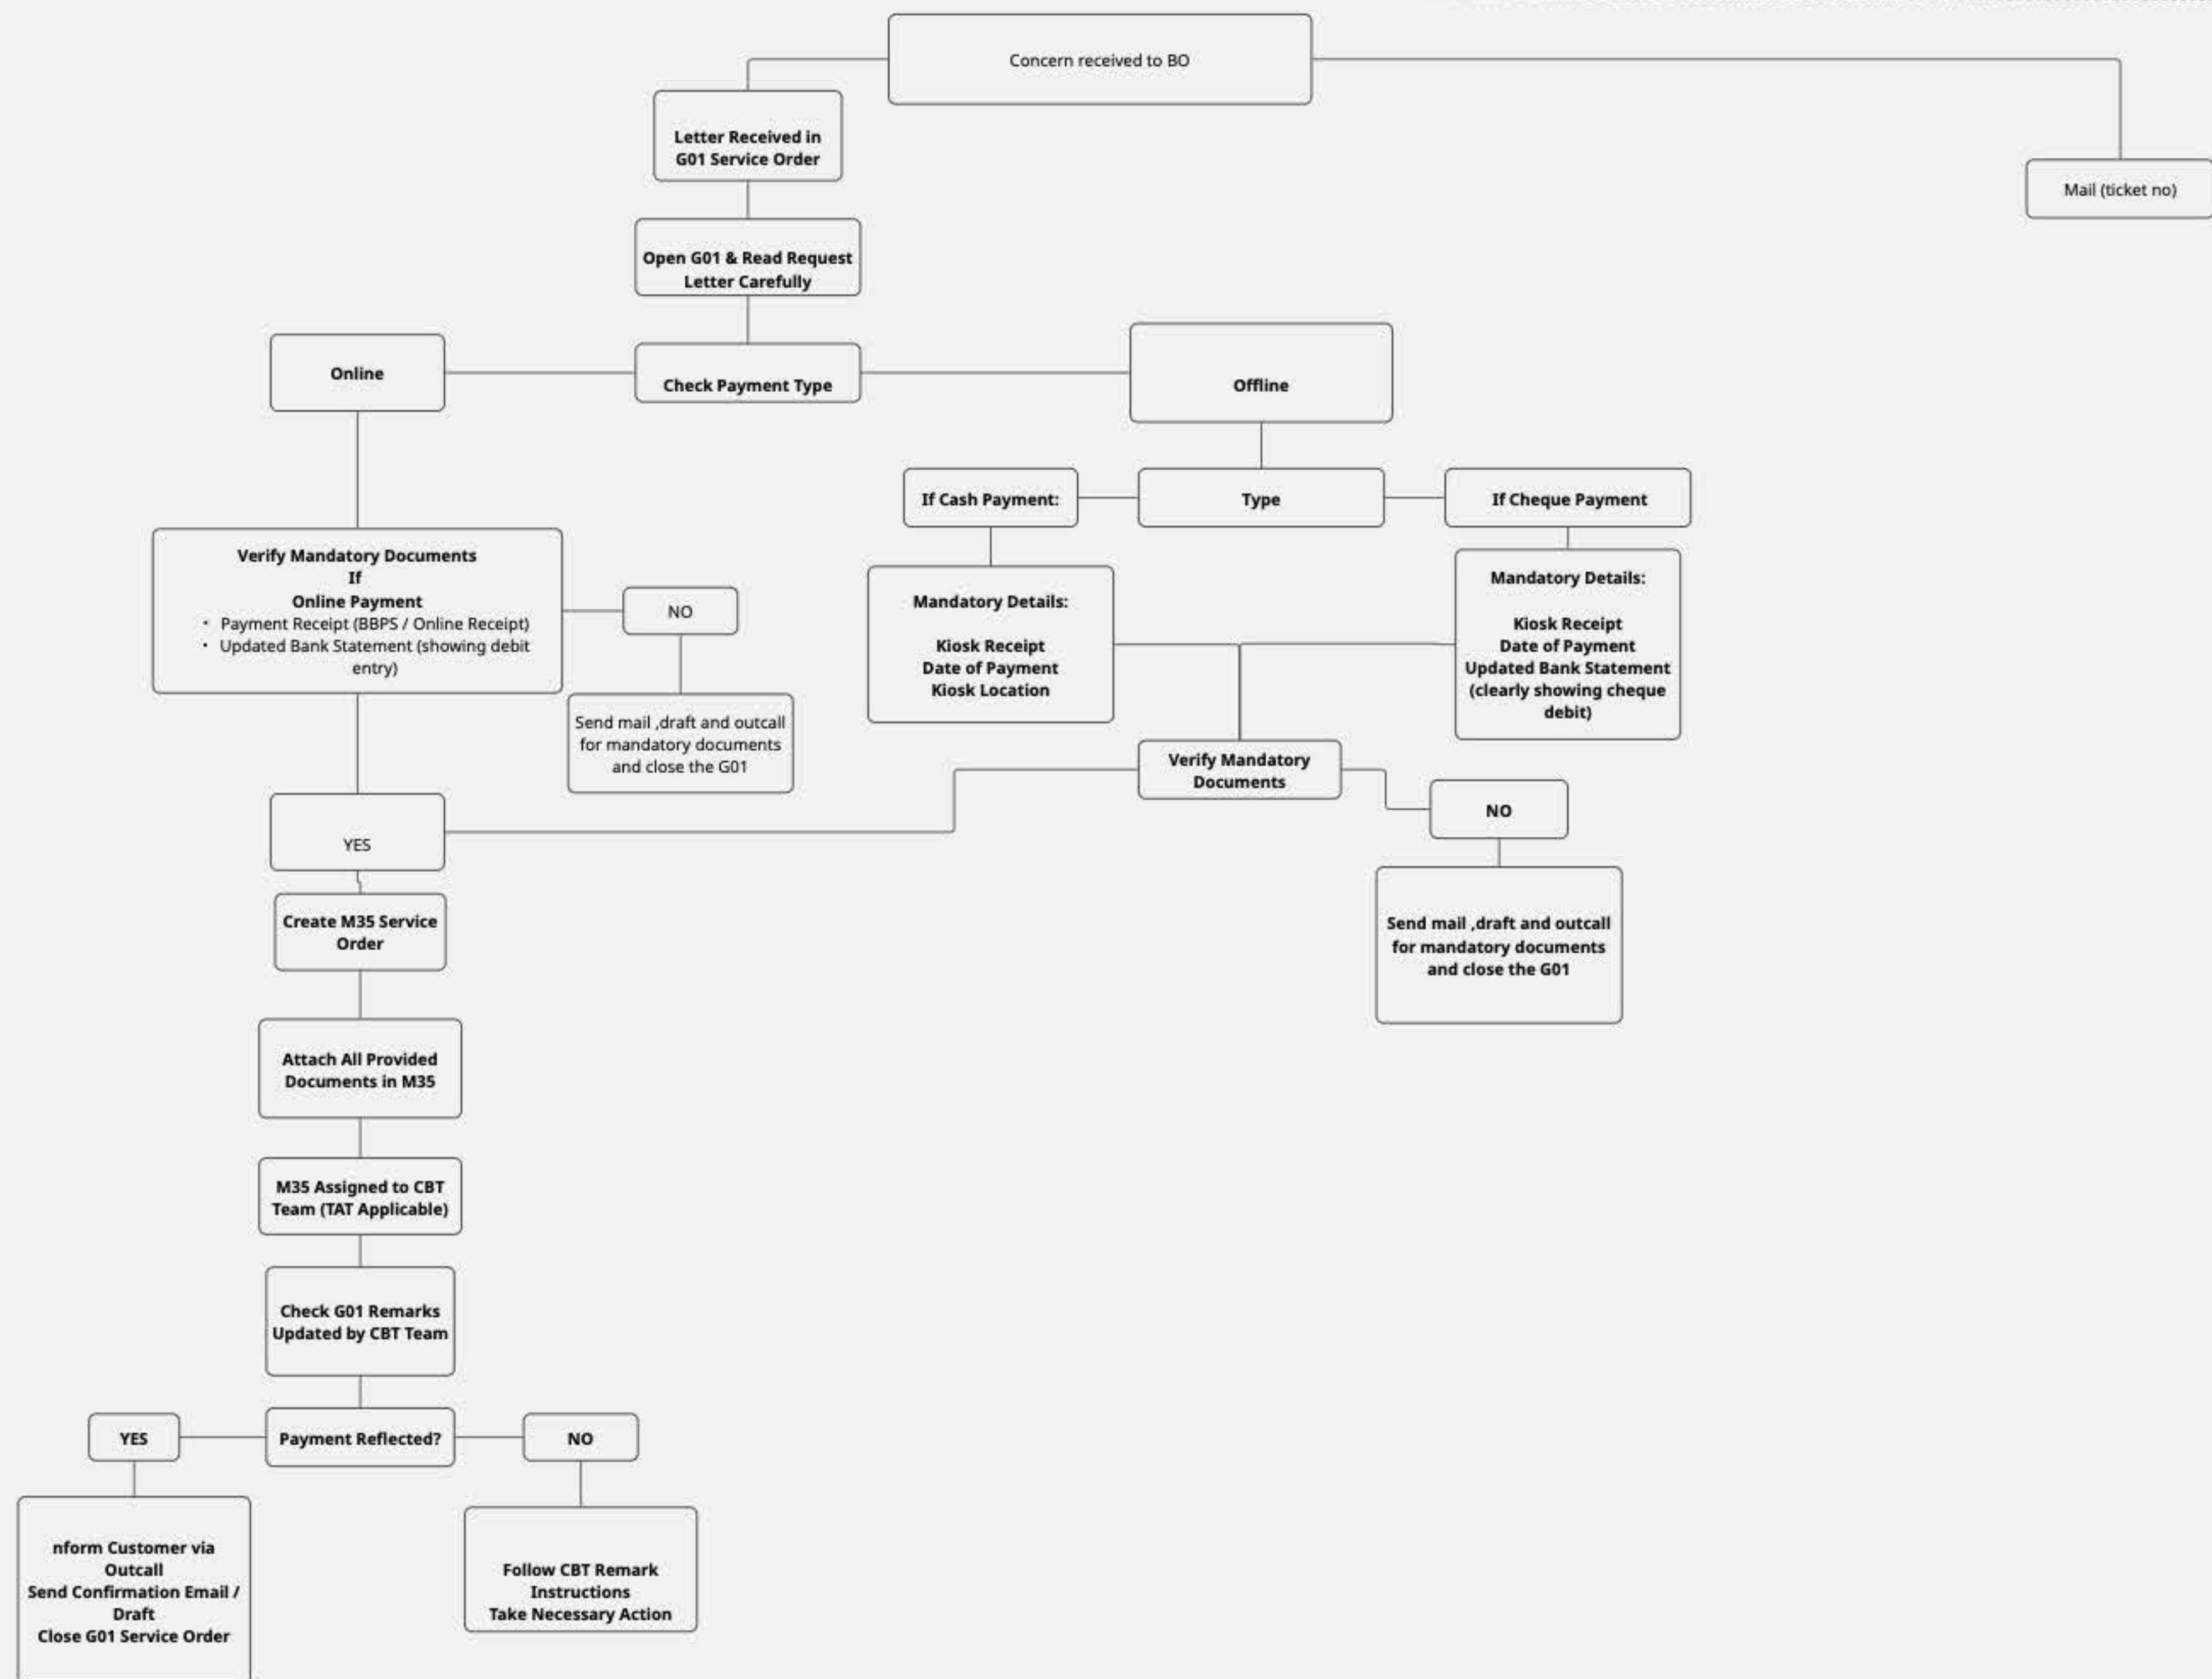 Concern received to BO
Letter Received in
G01 Service Order
Mail (ticket no)
Open G01 & Read Request
Letter Carefully
Online
Check Payment Type
Offline
If Cash Payment:
Type
If Cheque Payment
Verify Mandatory Documents
If
Online Payment
• Payment Receipt (BBPS / Online Receipt)
• Updated Bank Statement (showing debit
entry)
NO
Send mail ,draft and outcall
for mandatory documents
and close the G01
Mandatory Details:
Kiosk Receipt
Date of Payment
Kiosk Location
Mandatory Details:
Kiosk Receipt
Date of Payment
Updated Bank Statement
(clearly showing cheque
debit)
Verify Mandatory
Documents
NO
Send mail ,draft and outcall
for mandatory documents
and close the G01
YES
Create M35 Service
Order
Attach All Provided
Documents in M35
M35 Assigned to CBT
Team (TAT Applicable)
Check G01 Remarks
Updated by CBT Team
YES
Payment Reflected?
NO
nform Customer via
Outcall
Send Confirmation Email /
Draft
Close G01 Service Order
Follow CBT Remark
Instructions
Take Necessary Action